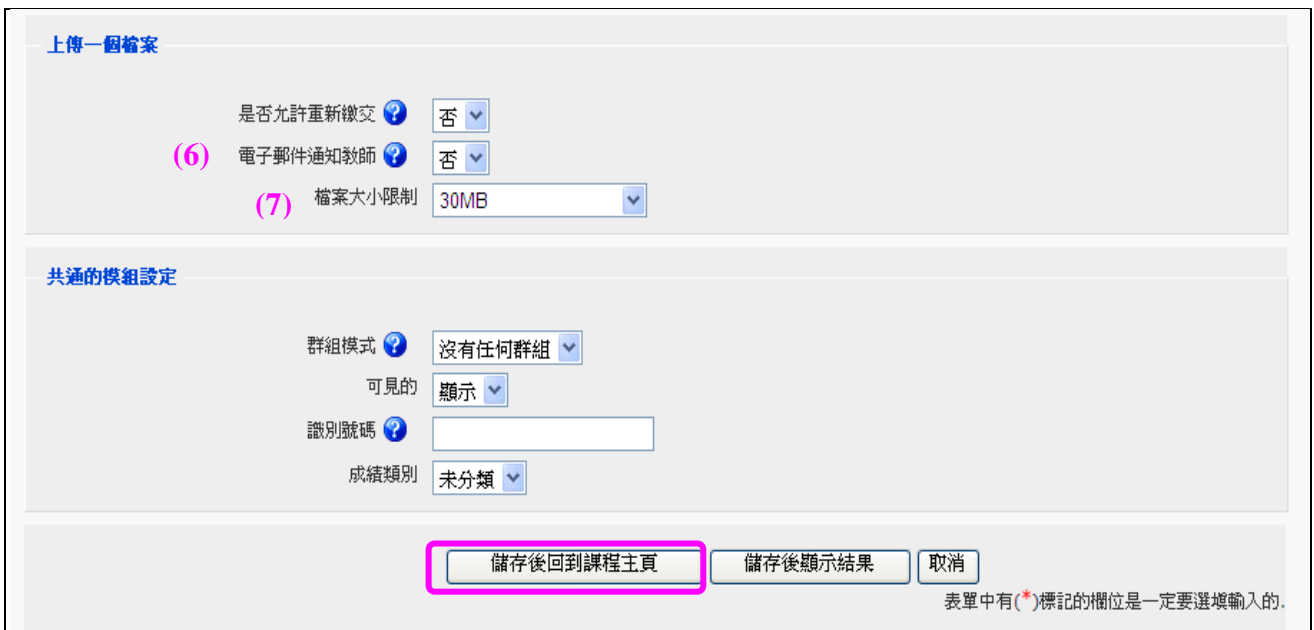 上傳一個檔案
是否允許重新繳交 ? 否
(6) 電子郵件通知教師 ? 否
(7) 檔案大小限制 30MB
共通的模組設定
群組模式 ? 沒有任何群組
可見的 顯示
識別號碼 ?
成績類別 未分類
儲存後回到課程主頁 儲存後顯示結果 取消
表單中有(*)標記的欄位是一定要選填輸入的.